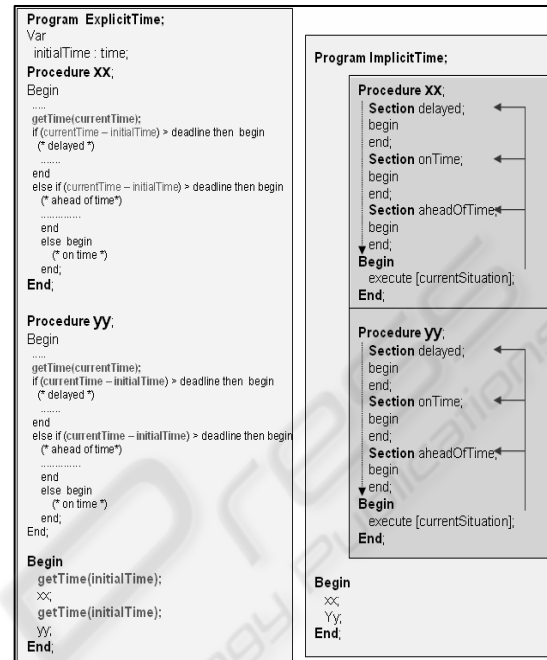 Program ExplicitTime;
Var
initialTime : time;
Procedure XX;
Begin
.....
getTime(currentTime);
if (currentTime – initialTime) > deadline then begin
(* delayed *)
.......
end
else if (currentTime – initialTime) > deadline then begin
(* ahead of time*)
..............
end
else begin
(* on time *)
end;
End;
Procedure yy;
Begin
.....
getTime(currentTime);
if (currentTime – initialTime) > deadline then begin
(* delayed *)
.......
end
else if (currentTime – initialTime) > deadline then begin
(* ahead of time*)
..............
end
else begin
(* on time *)
end;
End;
Begin
getTime(initialTime);
xx;
getTime(initialTime);
yy;
End;
Program ImplicitTime;
Procedure XX;
Section delayed;
begin
end;
Section onTime;
begin
end;
Section aheadOfTime;
begin
end;
Begin
execute [currentSituation];
End;
Procedure yy;
Section delayed;
begin
end;
Section onTime;
begin
end;
Section aheadOfTime;
begin
end;
Begin
execute [currentSituation];
End;
Begin
xx;
Yy;
End;